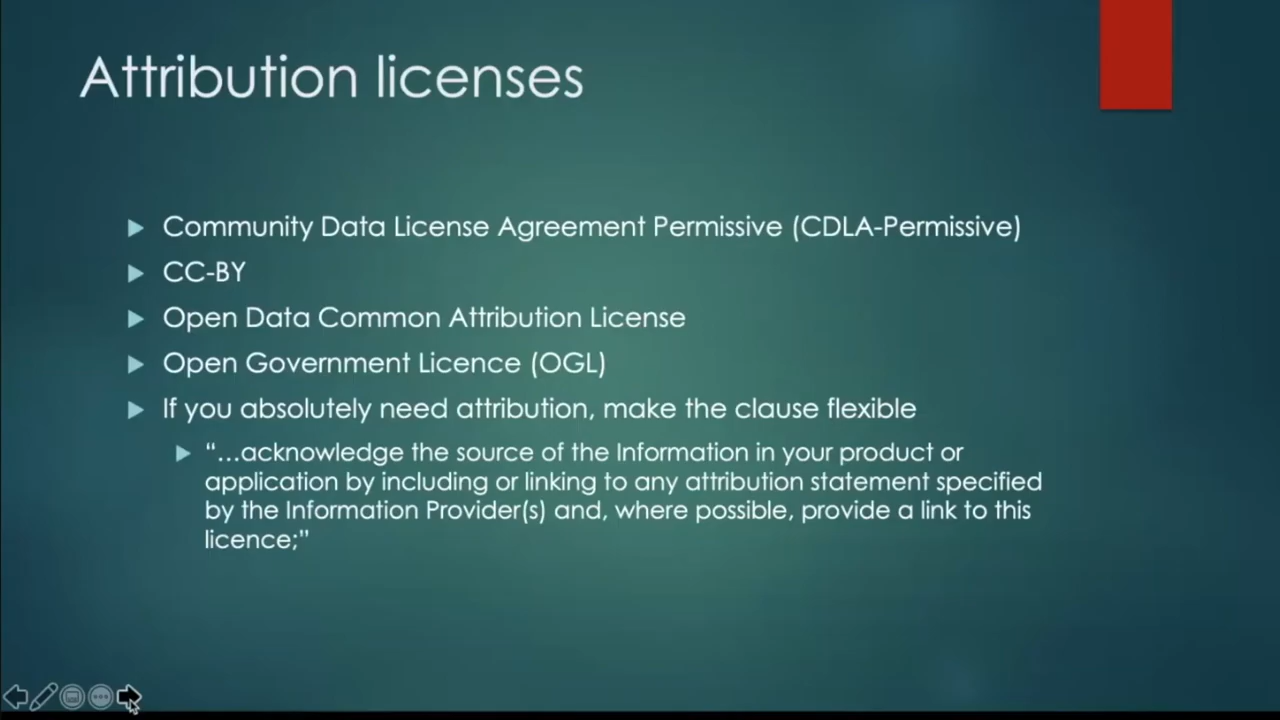 Attribution licenses
Community Data License Agreement Permissive (CDLA-Permissive)
CC-BY
Open Data Common Attribution License
Open Government Licence (OGL)
If you absolutely need attribution, make the clause flexible
“…acknowledge the source of the Information in your product or
application by including or linking to any attribution statement specified
by the Information Provider(s) and, where possible, provide a link to this
licence;”